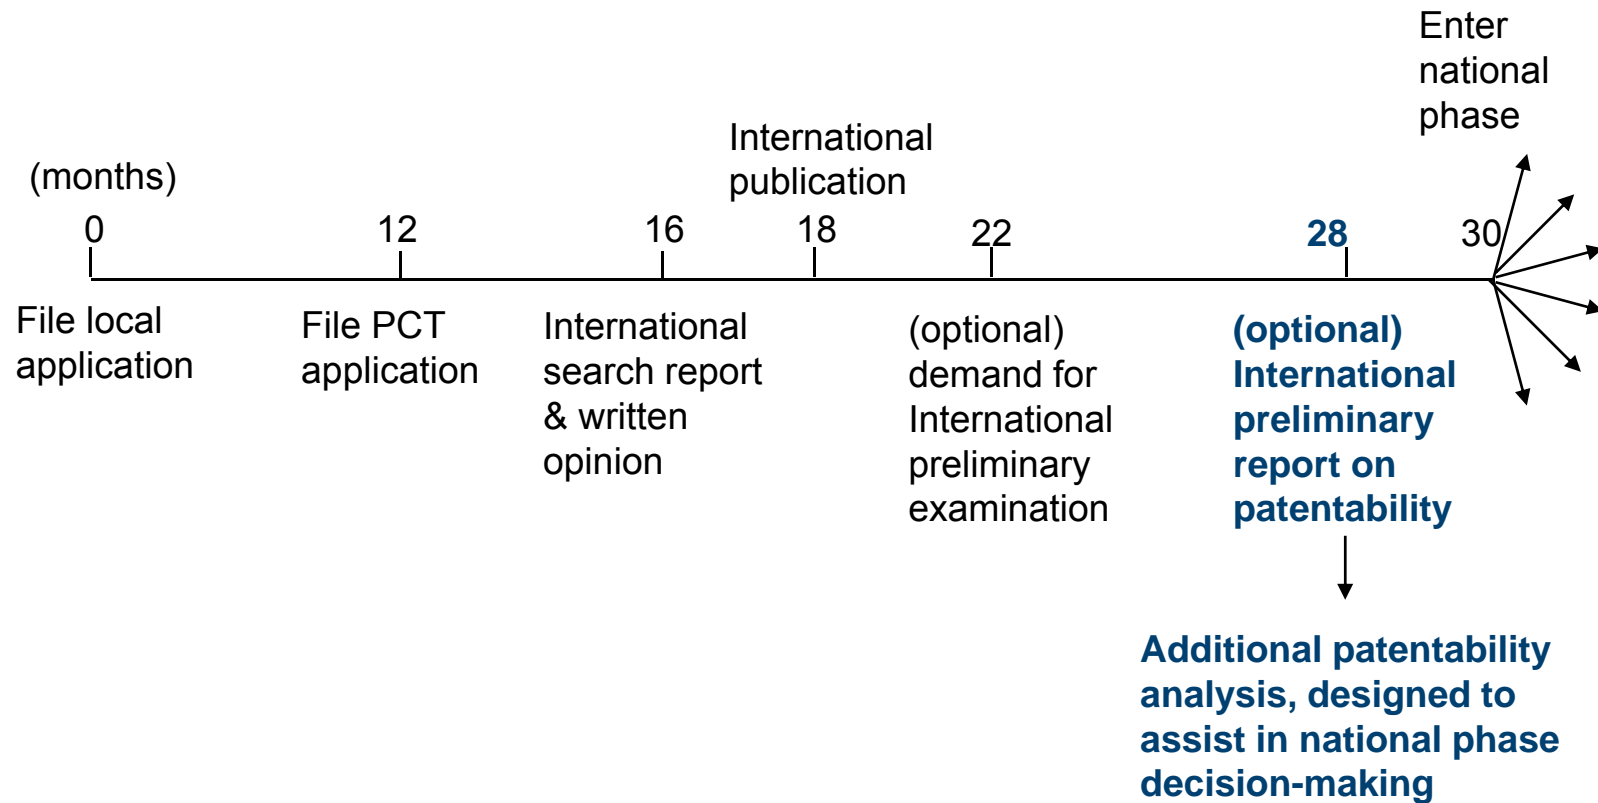 Enter
national
phase
International
publication
(months)
0
12
16
18
22
28
30
File local
application
File PCT
application
International
search report
& written
opinion
(optional)
demand for
International
preliminary
examination
(optional)
International
preliminary
report on
patentability
Additional patentability
analysis, designed to
assist in national phase
decision-making